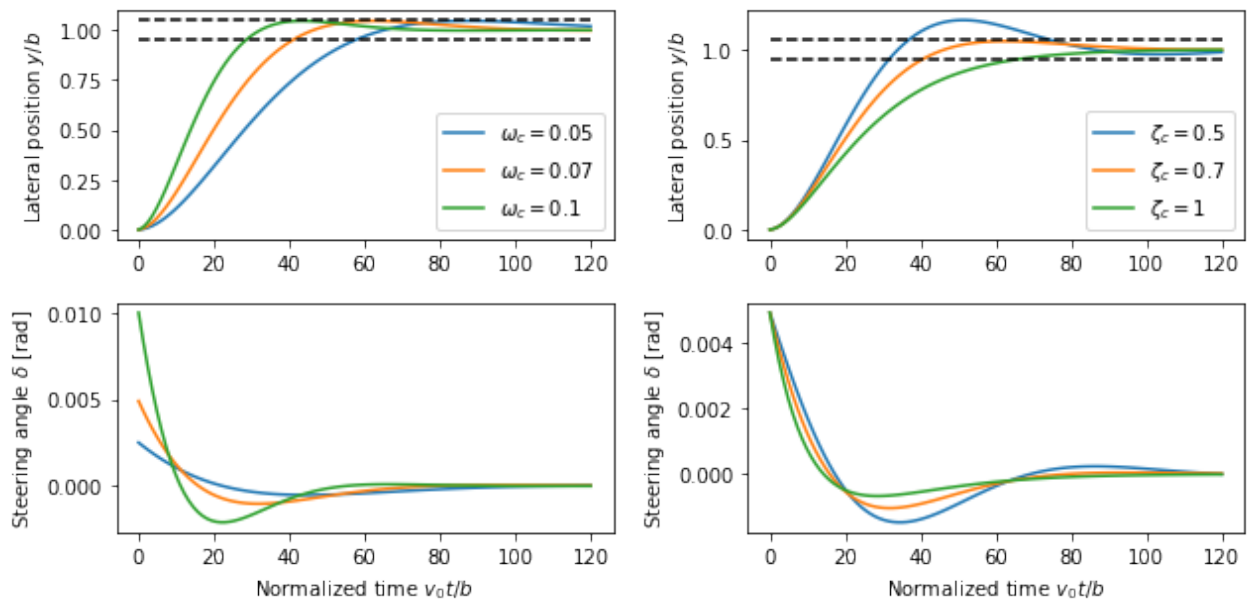 Lateral position y/b
1.00
0.75
0.50
0.25
0.00
ω_c = 0.05
ω_c = 0.07
ω_c = 0.1
0 20 40 60 80 100 120
Lateral position y/b
1.0
0.5
0.0
ζ_c = 0.5
ζ_c = 0.7
ζ_c = 1
0 20 40 60 80 100 120
Steering angle δ [rad]
0.010
0.005
0.000
0 20 40 60 80 100 120
Normalized time v₀t/b
Steering angle δ [rad]
0.004
0.002
0.000
0 20 40 60 80 100 120
Normalized time v₀t/b